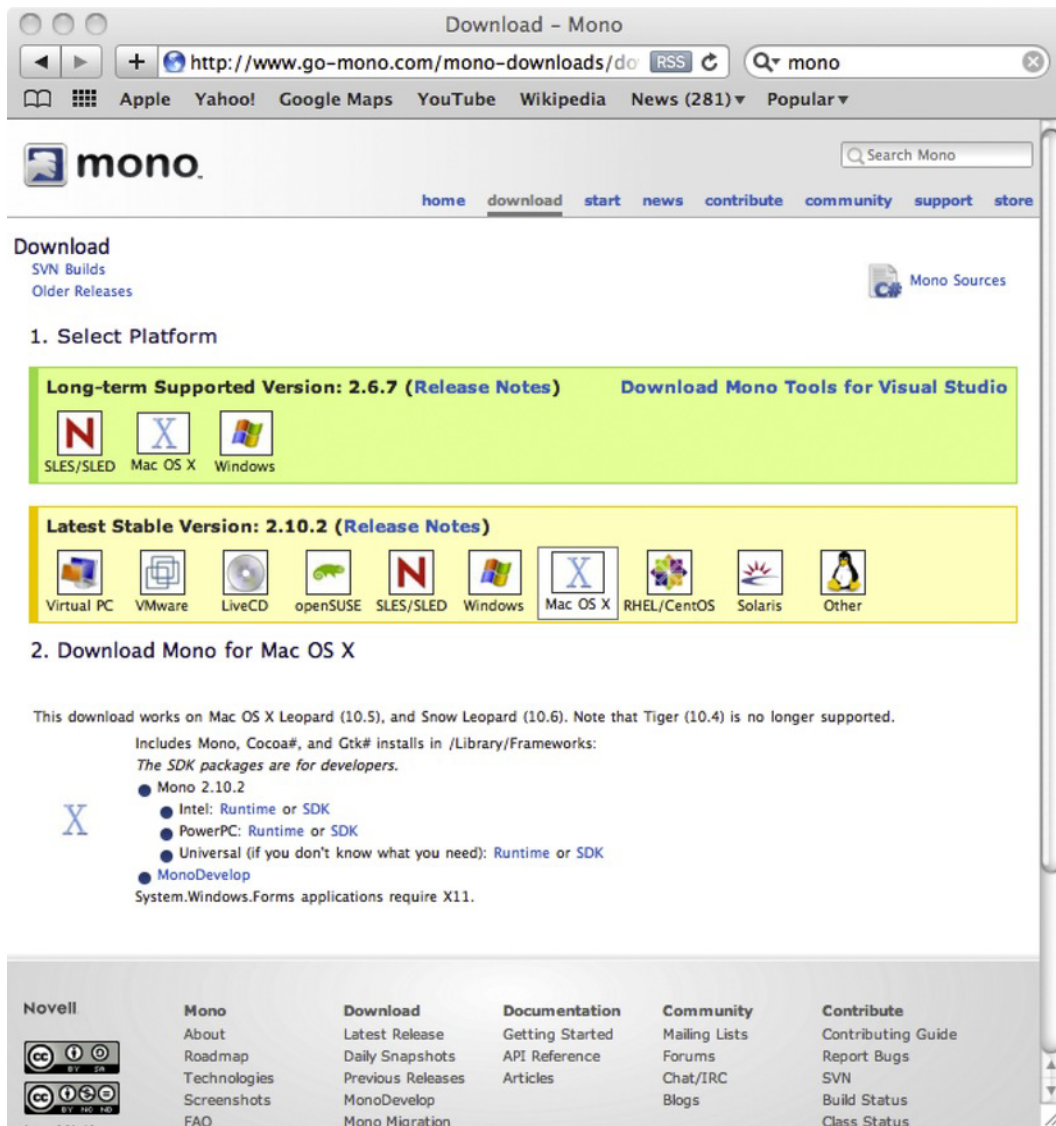 Download – Mono
http://www.go-mono.com/mono-downloads/do RSS mono
Apple Yahoo! Google Maps YouTube Wikipedia News (281) Popular
mono
Search Mono
home download start news contribute community support store
Download
SVN Builds
Older Releases
C# Mono Sources
1. Select Platform
Long-term Supported Version: 2.6.7 (Release Notes) Download Mono Tools for Visual Studio
N X
SLES/SLED Mac OS X Windows
Latest Stable Version: 2.10.2 (Release Notes)
N X
Virtual PC VMware LiveCD openSUSE SLES/SLED Windows Mac OS X RHEL/CentOS Solaris Other
2. Download Mono for Mac OS X
This download works on Mac OS X Leopard (10.5), and Snow Leopard (10.6). Note that Tiger (10.4) is no longer supported.
Includes Mono, Cocoa#, and Gtk# installs in /Library/Frameworks:
The SDK packages are for developers.
Mono 2.10.2
X
Intel: Runtime or SDK
PowerPC: Runtime or SDK
Universal (if you don't know what you need): Runtime or SDK
MonoDevelop
System.Windows.Forms applications require X11.
Novell
Mono Download Documentation Community Contribute
About Latest Release Getting Started Mailing Lists Contributing Guide
cc BY SA
Roadmap Daily Snapshots API Reference Forums Report Bugs
Technologies Previous Releases Articles Chat/IRC SVN
cc BY NC ND
Screenshots MonoDevelop Blogs Build Status
FAQ Mono Migration Class Status